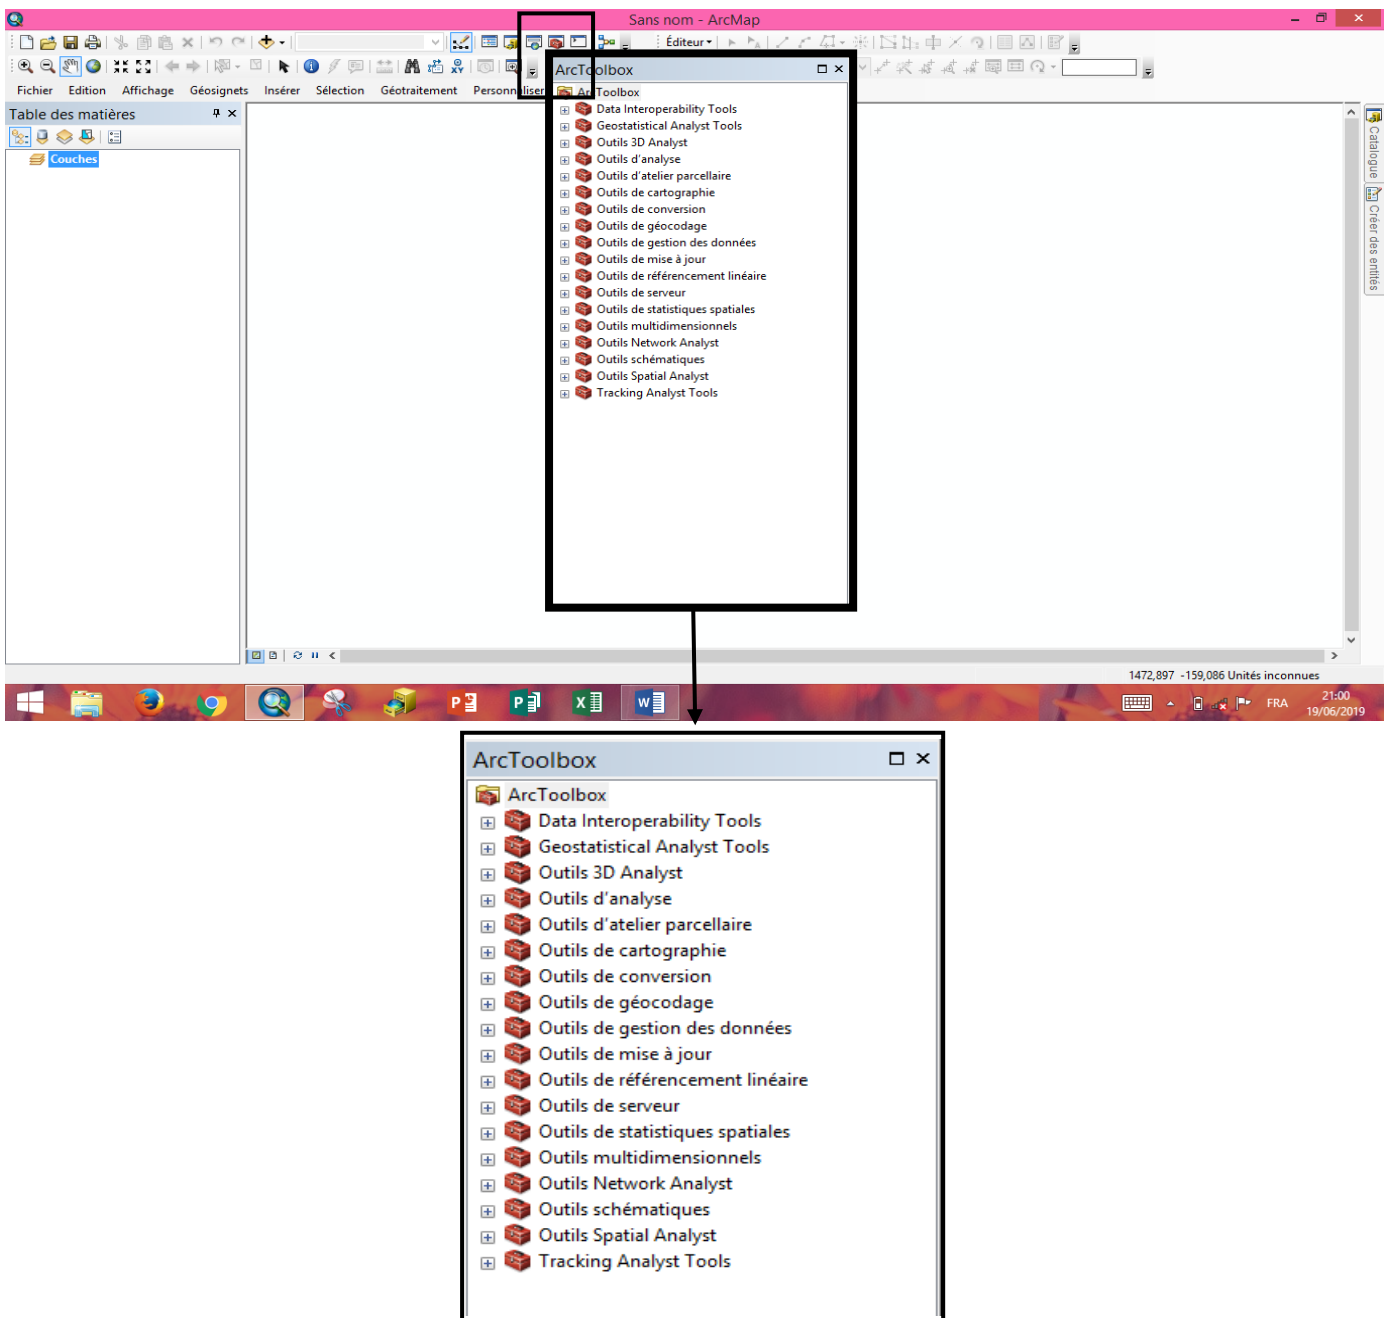 Sans nom - ArcMap
Éditeur
Fichier Edition Affichage Géosignets Insérer Sélection Géotraitement Personnaliser
Table des matières
Couches
ArcToolbox
ArcToolbox
Data Interoperability Tools
Geostatistical Analyst Tools
Outils 3D Analyst
Outils d'analyse
Outils d'atelier parcellaire
Outils de cartographie
Outils de conversion
Outils de géocodage
Outils de gestion des données
Outils de mise à jour
Outils de référencement linéaire
Outils de serveur
Outils de statistiques spatiales
Outils multidimensionnels
Outils Network Analyst
Outils schématiques
Outils Spatial Analyst
Tracking Analyst Tools
Catalogue
Créer des entités
1472,897 -159,086 Unités inconnues
FRA
21:00
19/06/2019
ArcToolbox
ArcToolbox
Data Interoperability Tools
Geostatistical Analyst Tools
Outils 3D Analyst
Outils d'analyse
Outils d'atelier parcellaire
Outils de cartographie
Outils de conversion
Outils de géocodage
Outils de gestion des données
Outils de mise à jour
Outils de référencement linéaire
Outils de serveur
Outils de statistiques spatiales
Outils multidimensionnels
Outils Network Analyst
Outils schématiques
Outils Spatial Analyst
Tracking Analyst Tools